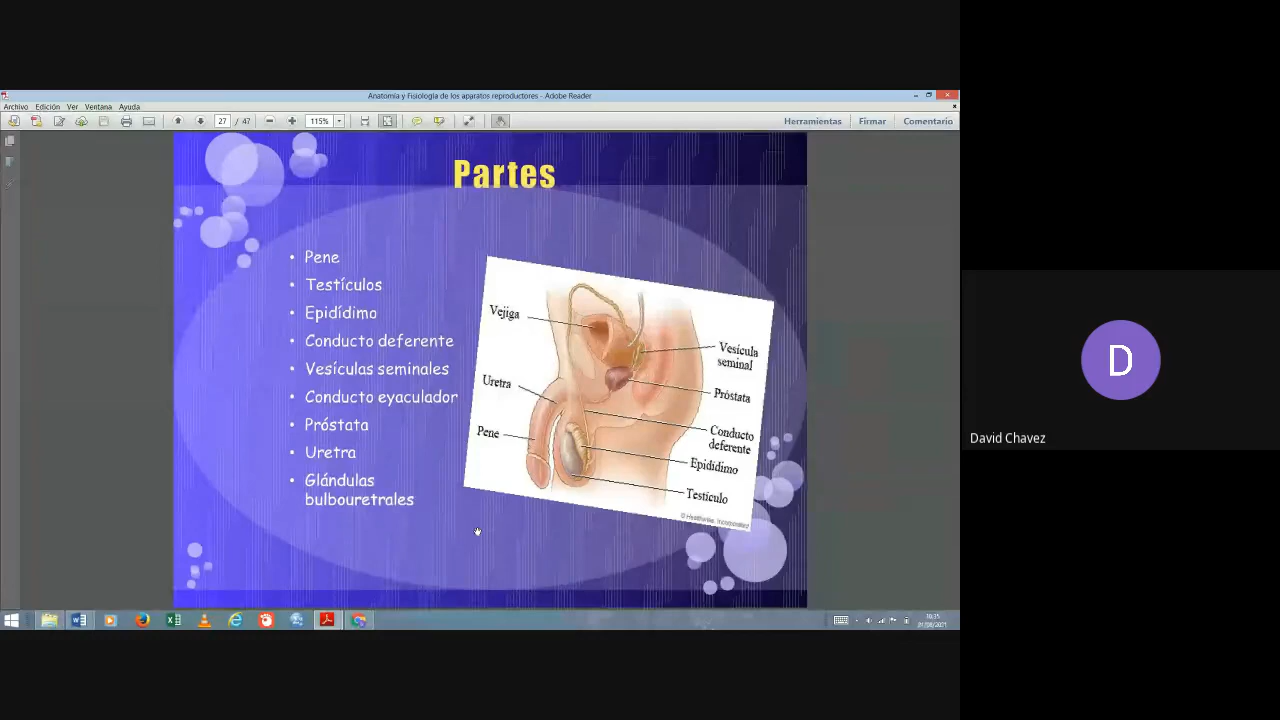 Anatomía y Fisiología de los aparatos reproductores - Adobe Reader
Archivo Edición Ver Ventana Ayuda
27 / 47 115% Herramientas Firmar Comentario
Partes
• Pene
• Testículos
• Epidídimo
• Conducto deferente
• Vesículas seminales
• Conducto eyaculador
• Próstata
• Uretra
• Glándulas
bulbouretrales
Vejiga
Uretra
Pene
Vesícula
seminal
Próstata
Conducto
deferente
Epidídimo
Testículo
D
David Chavez